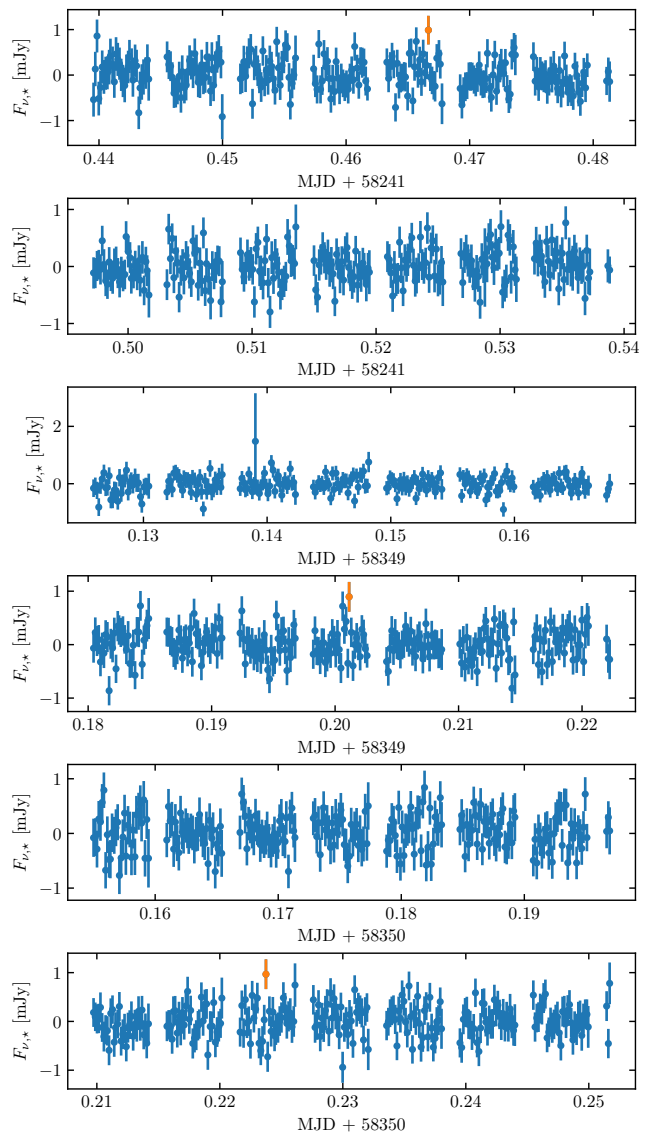 1
0
−1
F_{ν,⋆} [mJy]
0.44 0.45 0.46 0.47 0.48
MJD + 58241
1
0
−1
F_{ν,⋆} [mJy]
0.50 0.51 0.52 0.53 0.54
MJD + 58241
2
0
F_{ν,⋆} [mJy]
0.13 0.14 0.15 0.16
MJD + 58349
1
0
−1
F_{ν,⋆} [mJy]
0.18 0.19 0.20 0.21 0.22
MJD + 58349
1
0
−1
F_{ν,⋆} [mJy]
0.16 0.17 0.18 0.19
MJD + 58350
1
0
−1
F_{ν,⋆} [mJy]
0.21 0.22 0.23 0.24 0.25
MJD + 58350